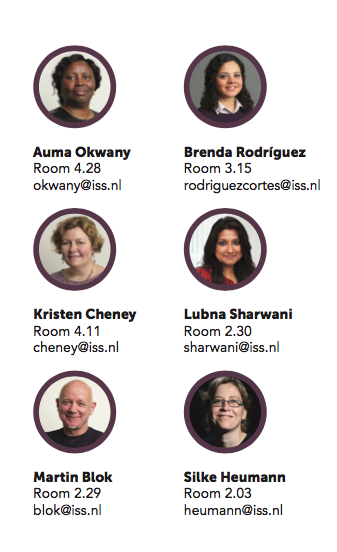 Auma Okwany
Room 4.28
okwany@iss.nl
Brenda Rodríguez
Room 3.15
rodriguezcortes@iss.nl
Kristen Cheney
Room 4.11
cheney@iss.nl
Lubna Sharwani
Room 2.30
sharwani@iss.nl
Martin Blok
Room 2.29
blok@iss.nl
Silke Heumann
Room 2.03
heumann@iss.nl